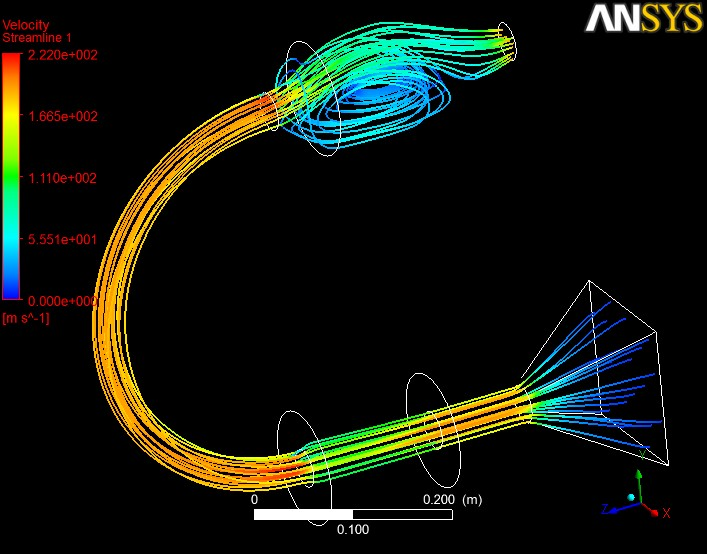 Velocity
Streamline 1
ANSYS
2.220e+002
1.665e+002
1.110e+002
5.551e+001
0.000e+000
[m s^-1]
0 0.200 (m)
0.100
Y
Z X